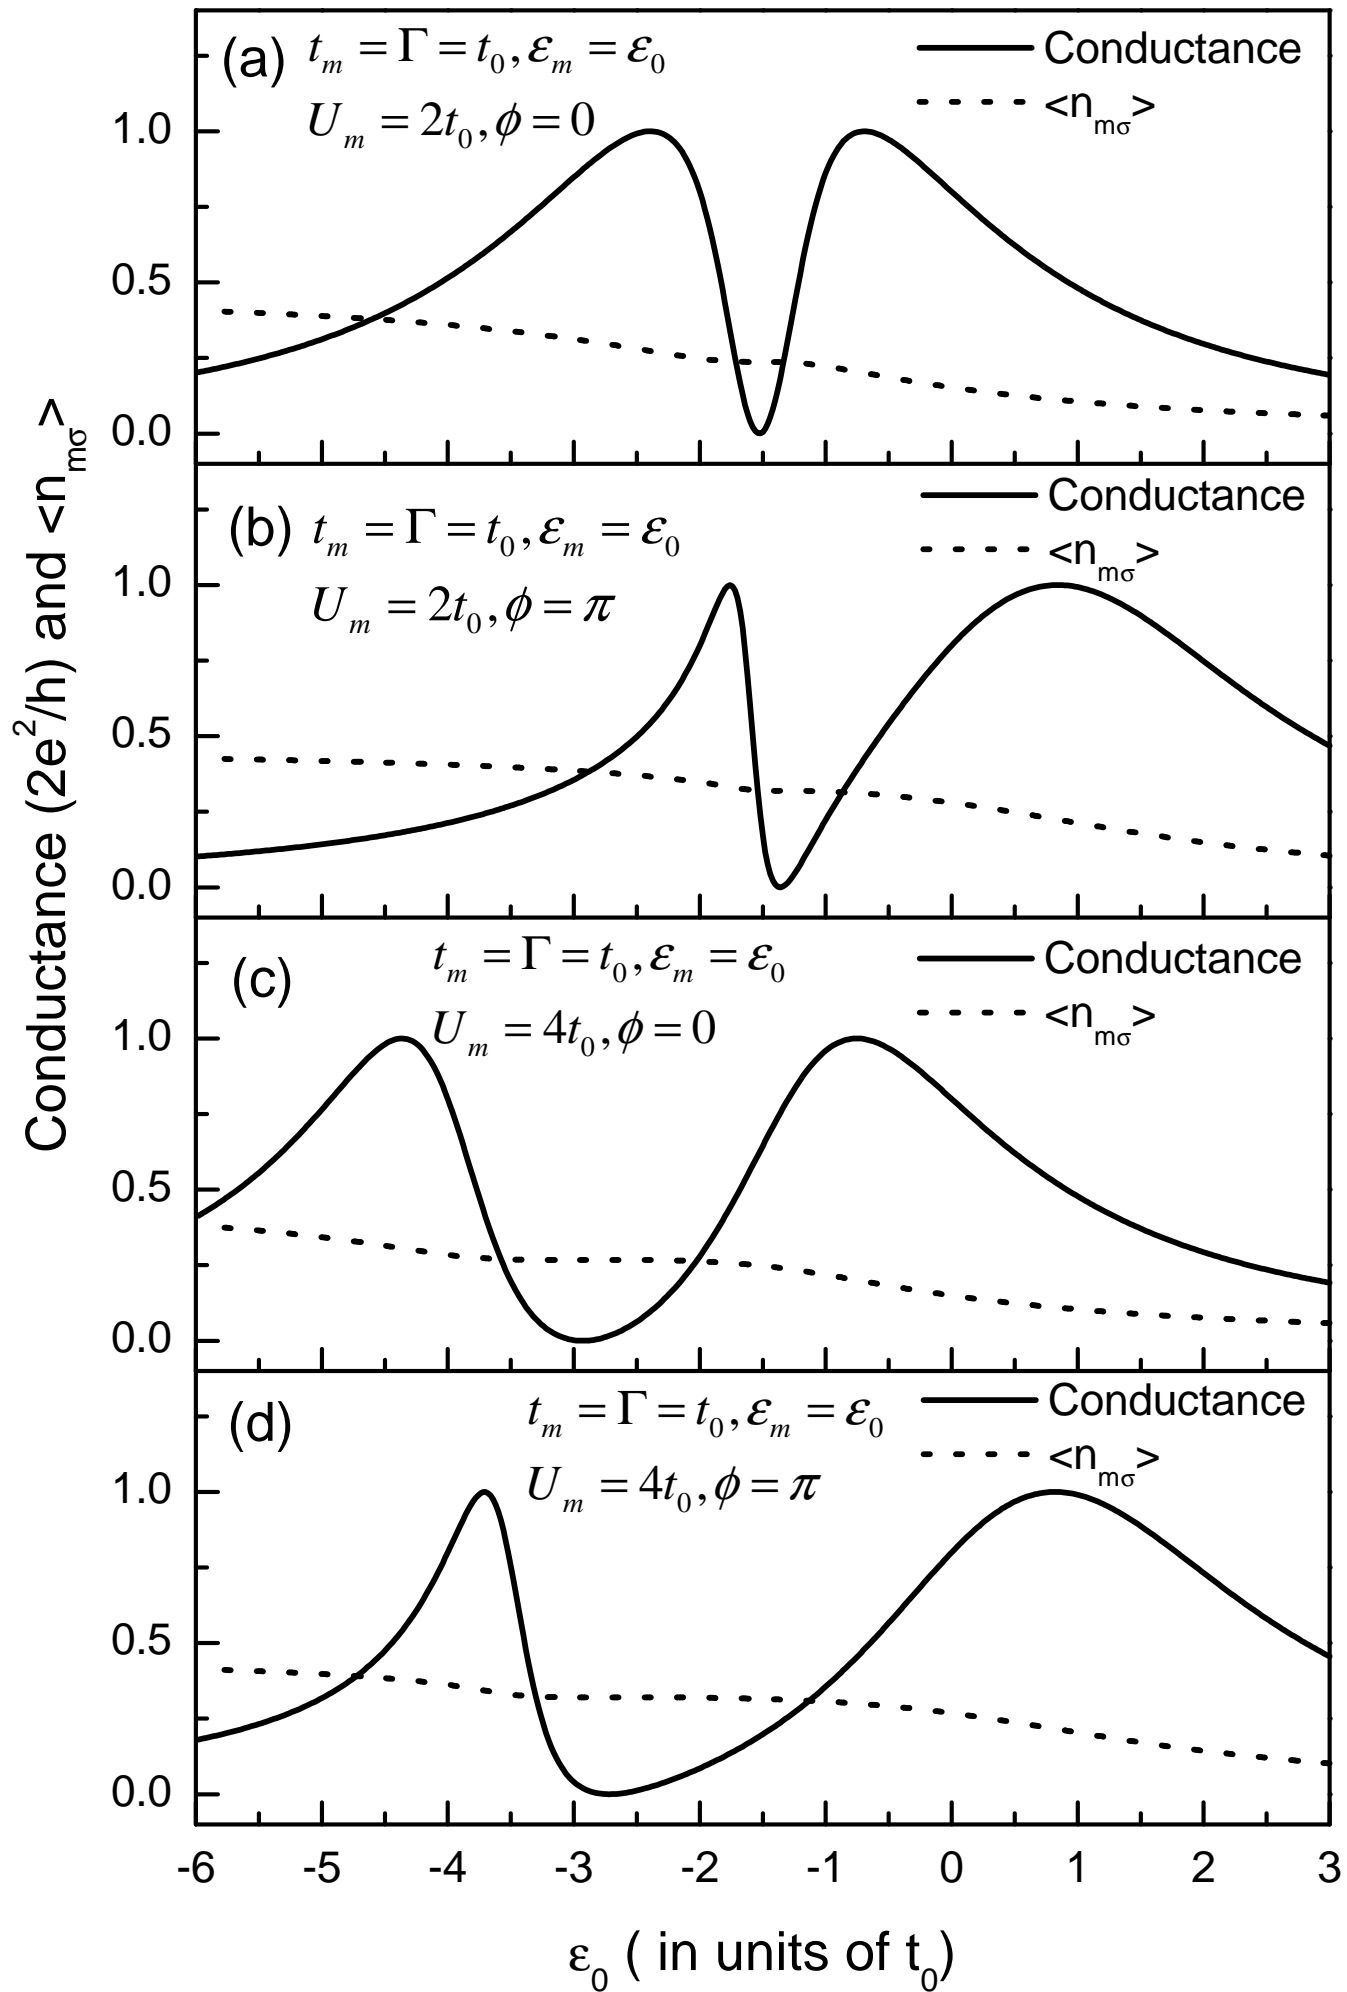 Conductance (2e²/h) and <n_mσ>
(a) t_m = Γ = t_0, ε_m = ε_0
U_m = 2t_0, ϕ = 0
Conductance
<n_mσ>
1.0
0.5
0.0
(b) t_m = Γ = t_0, ε_m = ε_0
U_m = 2t_0, ϕ = π
Conductance
<n_mσ>
1.0
0.5
0.0
(c) t_m = Γ = t_0, ε_m = ε_0
U_m = 4t_0, ϕ = 0
Conductance
<n_mσ>
1.0
0.5
0.0
(d) t_m = Γ = t_0, ε_m = ε_0
U_m = 4t_0, ϕ = π
Conductance
<n_mσ>
1.0
0.5
0.0
-6 -5 -4 -3 -2 -1 0 1 2 3
ε_0 ( in units of t_0)